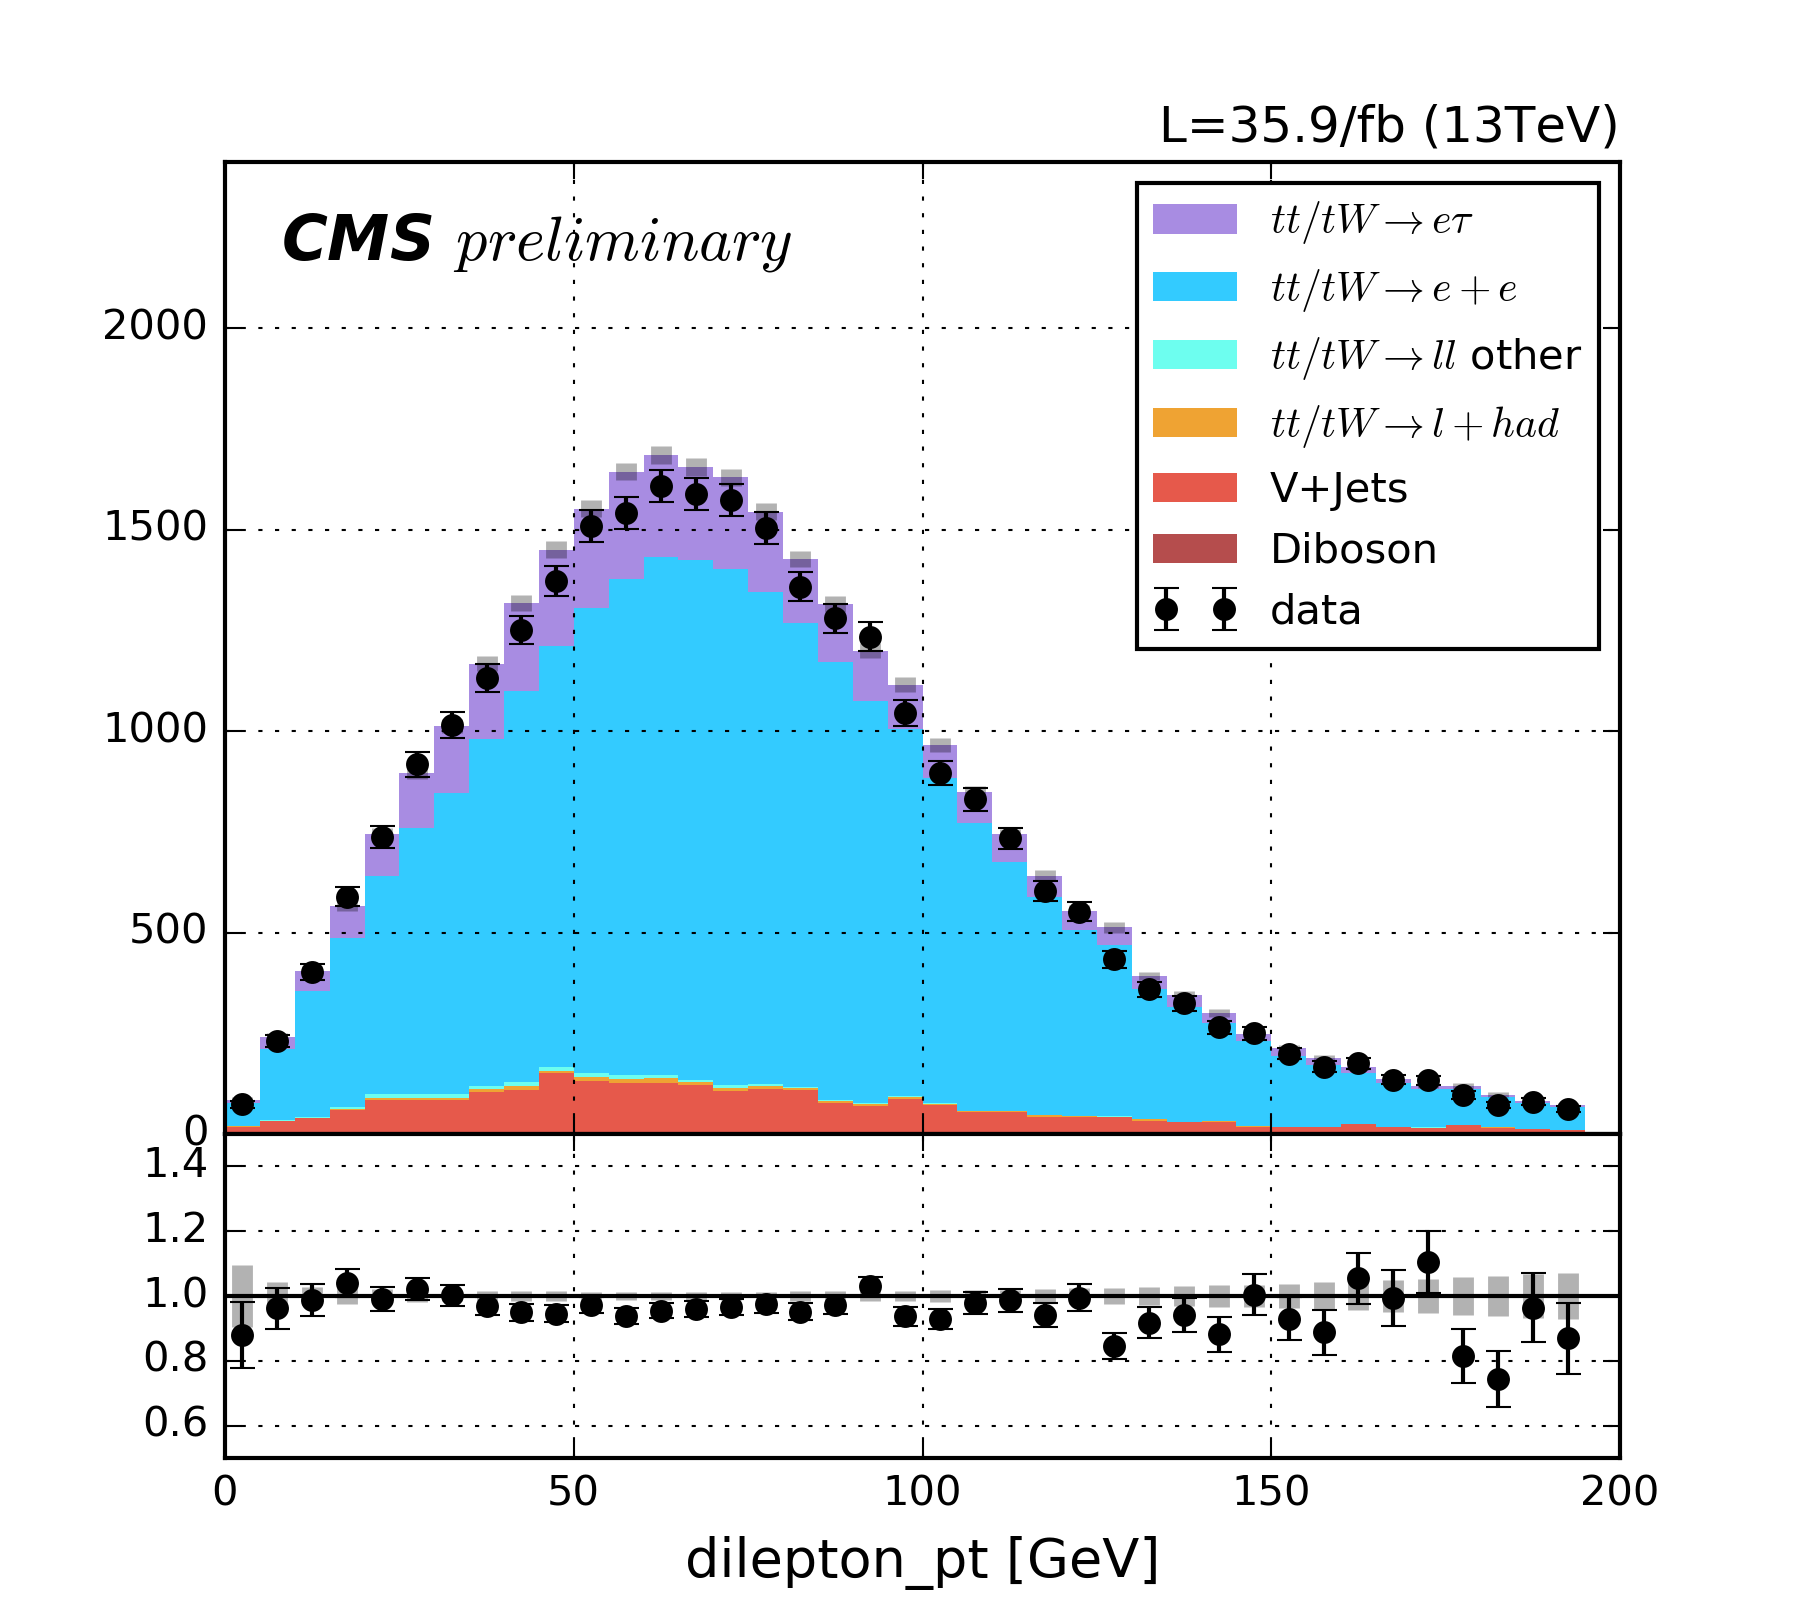 L=35.9/fb (13TeV)
CMS preliminary
tt/tW→eτ
tt/tW→e+e
tt/tW→ll other
tt/tW→l+had
V+Jets
Diboson
data
2000
1500
1000
500
0
1.4
1.2
1.0
0.8
0.6
0 50 100 150 200
dilepton_pt [GeV]